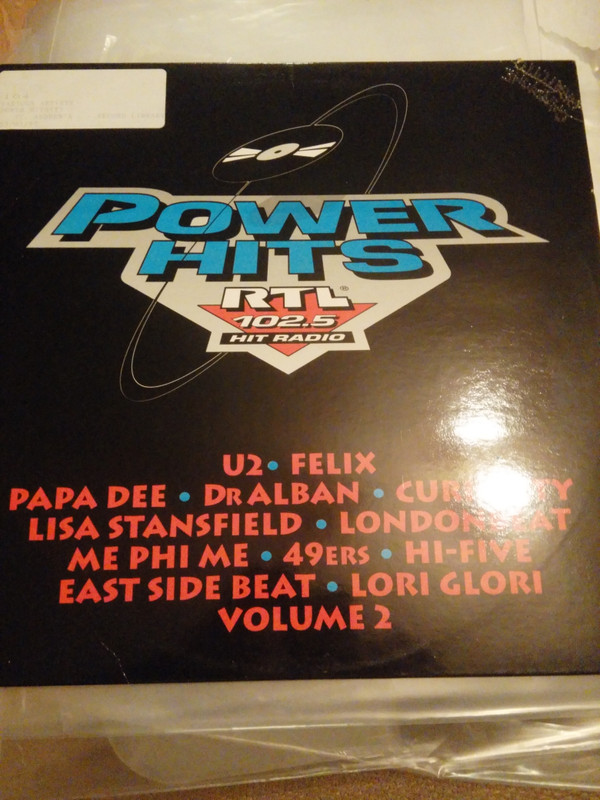 POWER
HITS
RTL®
102.5
HIT RADIO
U2 • FELIX
PAPA DEE • DR ALBAN •
LISA STANSFIELD • LONDONBEAT
ME PHI ME • 49ERS • HI-FIVE
EAST SIDE BEAT • LORI GLORI
VOLUME 2